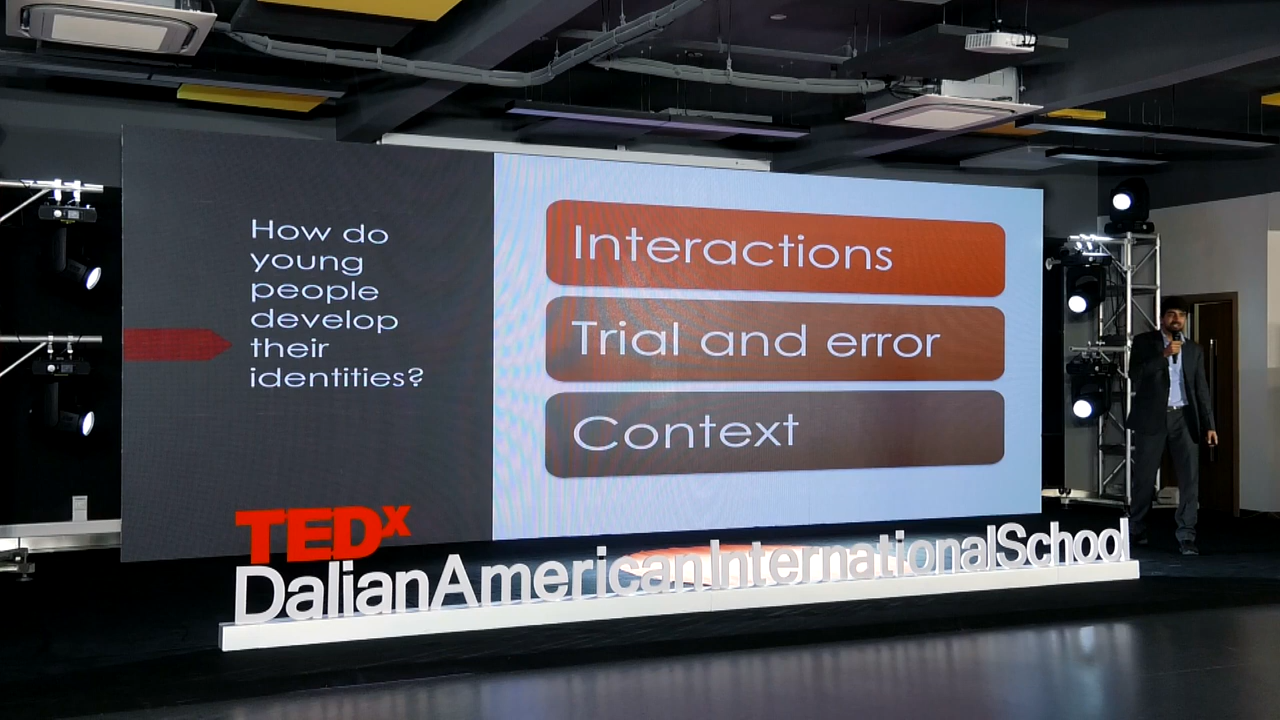 How do
young
people
develop
their
identities?
Interactions
Trial and error
Context
TEDx
DalianAmericanInternationalSchool